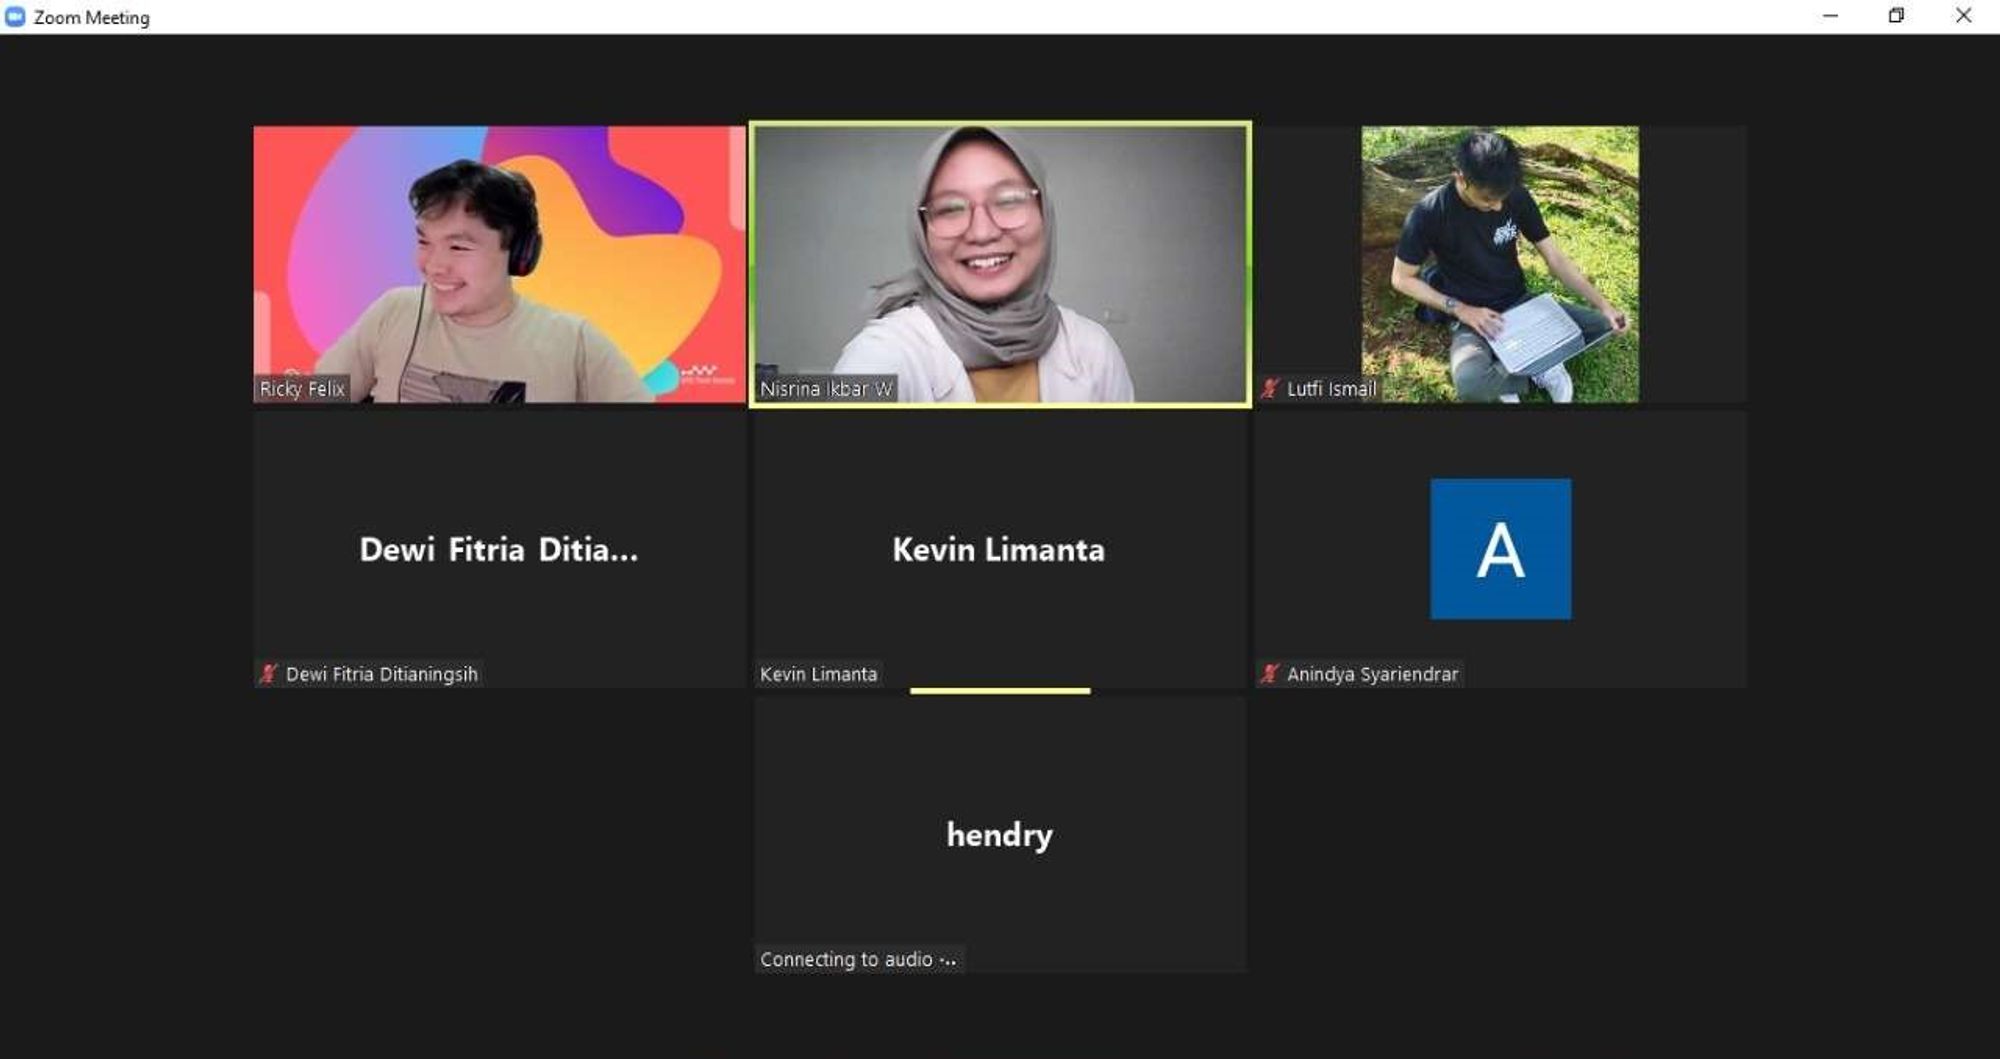 Zoom Meeting
Ricky Felix
Nisrina Ikbar W
Lutfi Ismail
Dewi Fitria Ditia...
Kevin Limanta
A
Dewi Fitria Ditianingsih
Kevin Limanta
Anindya Syariendrar
hendry
Connecting to audio ...